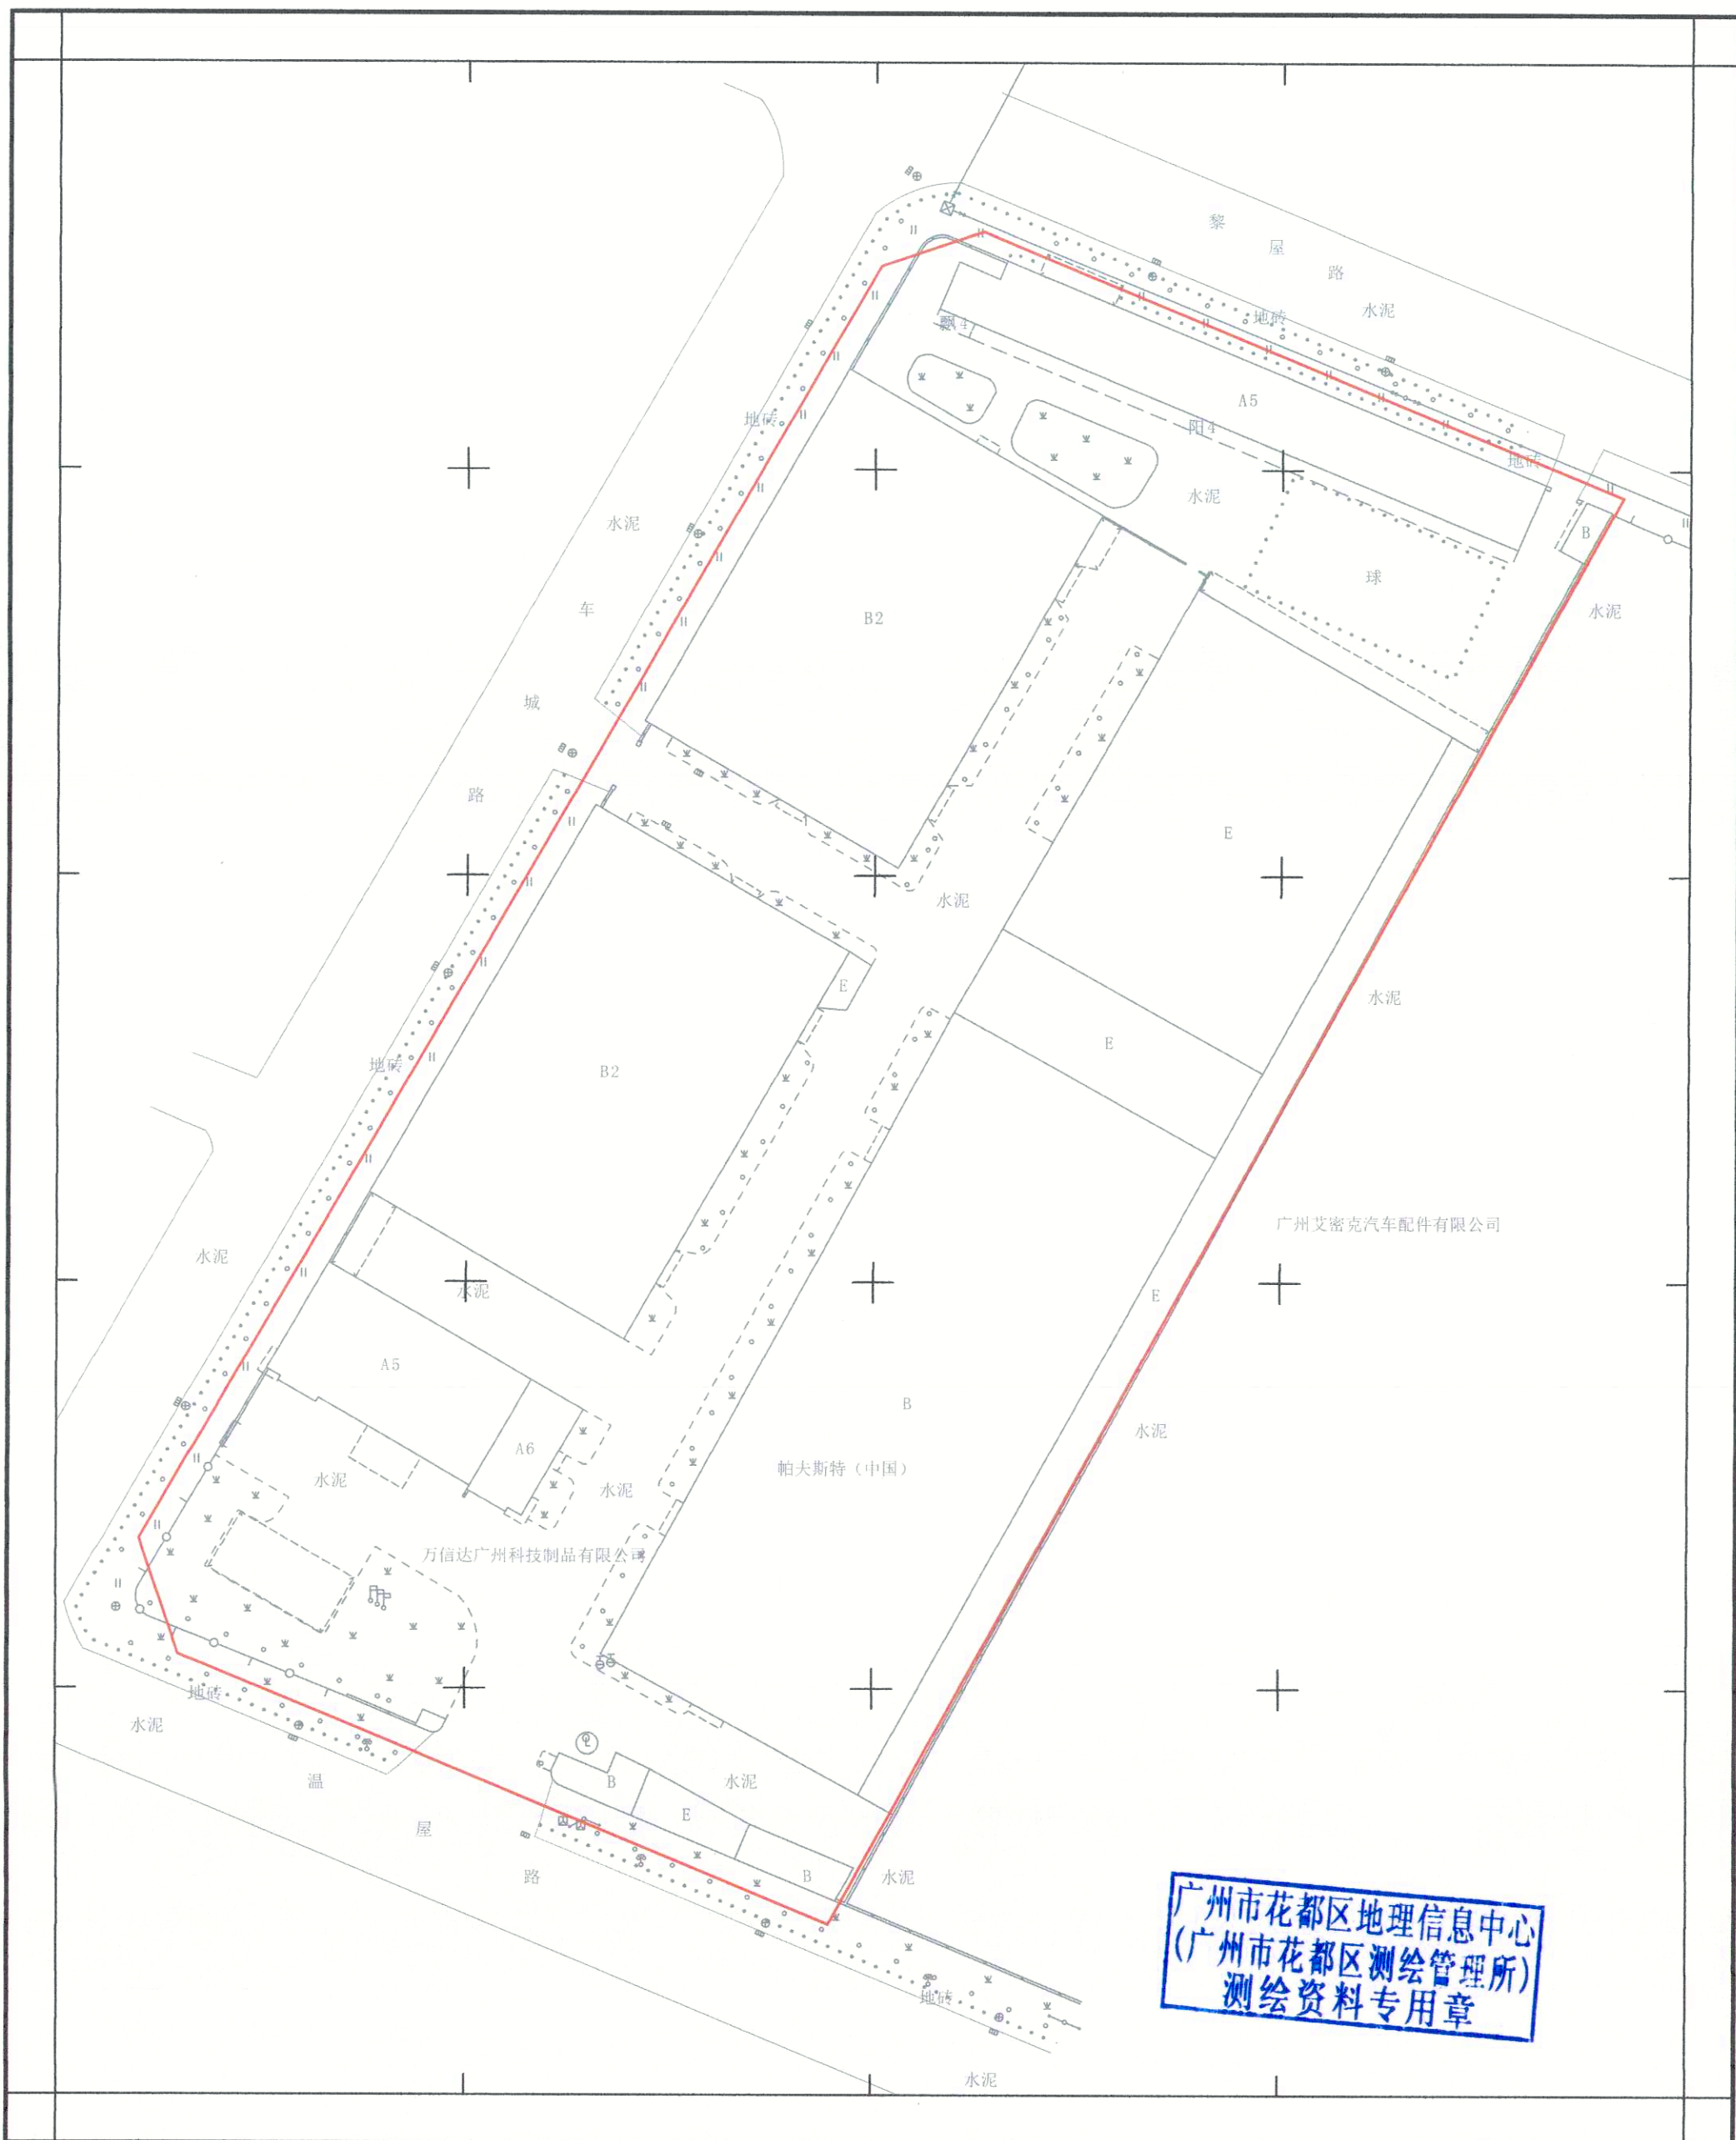 黎
屋
路
水泥
地砖
飘4
A5
地砖
阳4
地砖
水泥
水泥
B
球
水泥
车
B2
城
路
E
水泥
E
水泥
E
地砖
B2
广州艾密克汽车配件有限公司
水泥
水泥
E
A5
B
水泥
A6
帕夫斯特（中国）
水泥
水泥
万信达广州科技制品有限公司
地砖
水泥
温
B
水泥
E
屋
路
B
水泥
广州市花都区地理信息中心
(广州市花都区测绘管理所)
测绘资料专用章
地砖
水泥